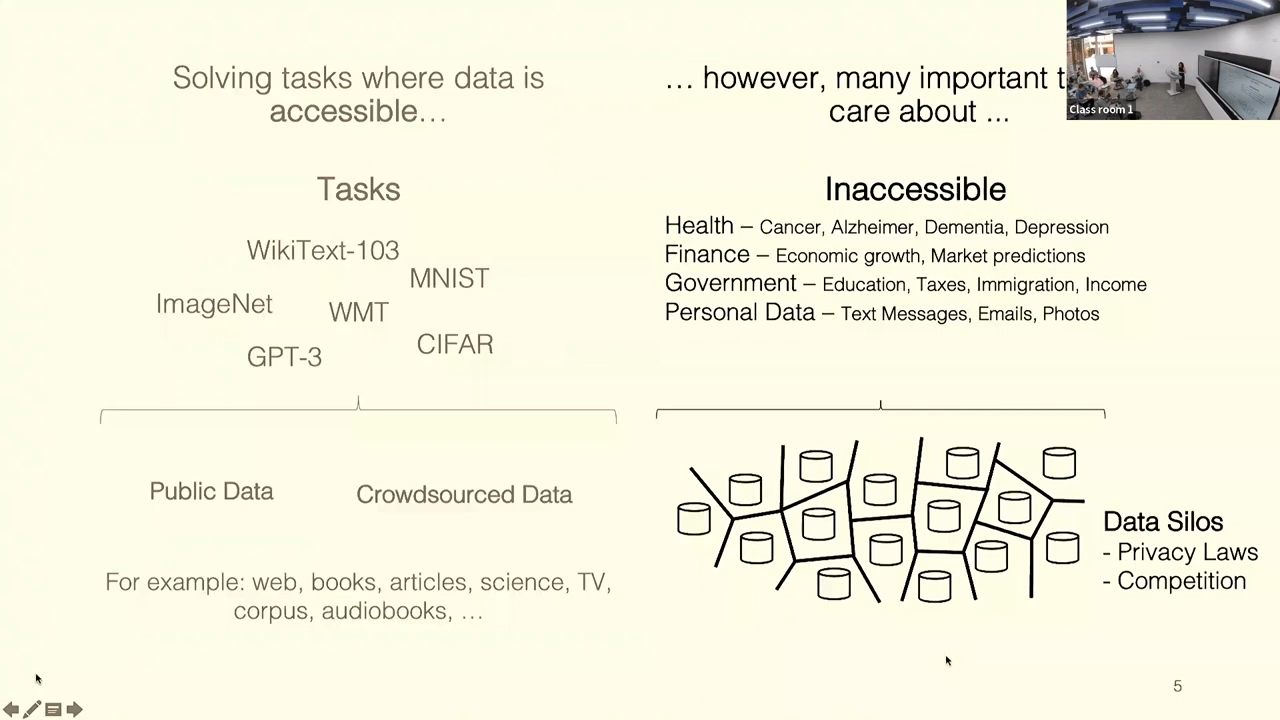 Solving tasks where data is
accessible…
Tasks
WikiText-103
MNIST
ImageNet
WMT
CIFAR
GPT-3
Public Data
Crowdsourced Data
For example: web, books, articles, science, TV,
corpus, audiobooks, …
… however, many important
care about ...
Inaccessible
Health – Cancer, Alzheimer, Dementia, Depression
Finance – Economic growth, Market predictions
Government – Education, Taxes, Immigration, Income
Personal Data – Text Messages, Emails, Photos
Data Silos
- Privacy Laws
- Competition
Class room 1
5